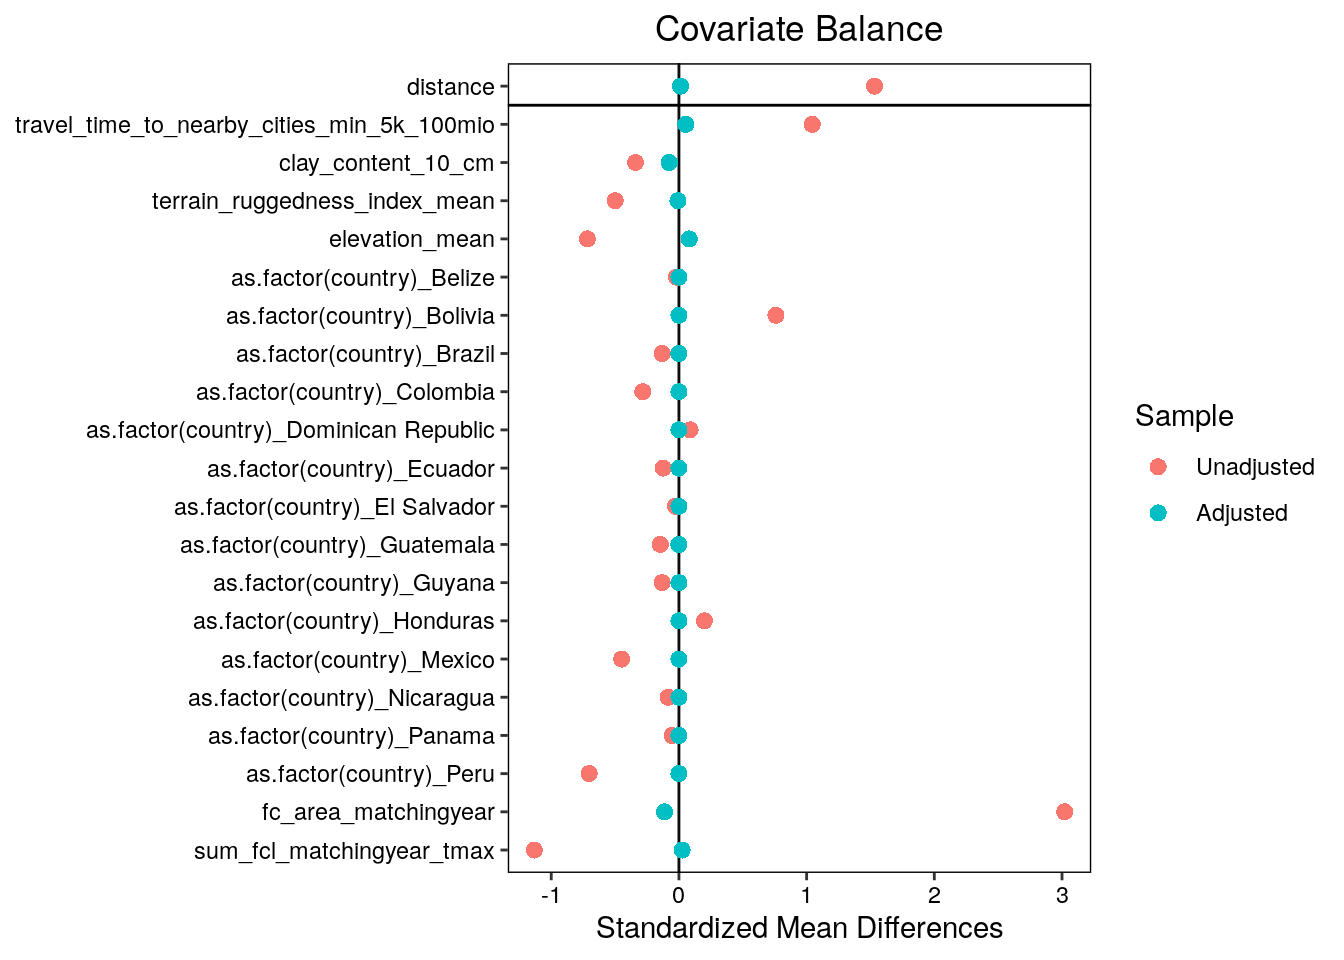 Covariate Balance
distance
travel_time_to_nearby_cities_min_5k_100mio
clay_content_10_cm
terrain_ruggedness_index_mean
elevation_mean
as.factor(country)_Belize
as.factor(country)_Bolivia
as.factor(country)_Brazil
as.factor(country)_Colombia
as.factor(country)_Dominican Republic
as.factor(country)_Ecuador
as.factor(country)_El Salvador
as.factor(country)_Guatemala
as.factor(country)_Guyana
as.factor(country)_Honduras
as.factor(country)_Mexico
as.factor(country)_Nicaragua
as.factor(country)_Panama
as.factor(country)_Peru
fc_area_matchingyear
sum_fcl_matchingyear_tmax
-1 0 1 2 3
Standardized Mean Differences
Sample
Unadjusted
Adjusted